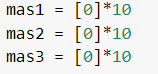 mas1 = [0]*10
mas2 = [0]*10
mas3 = [0]*10